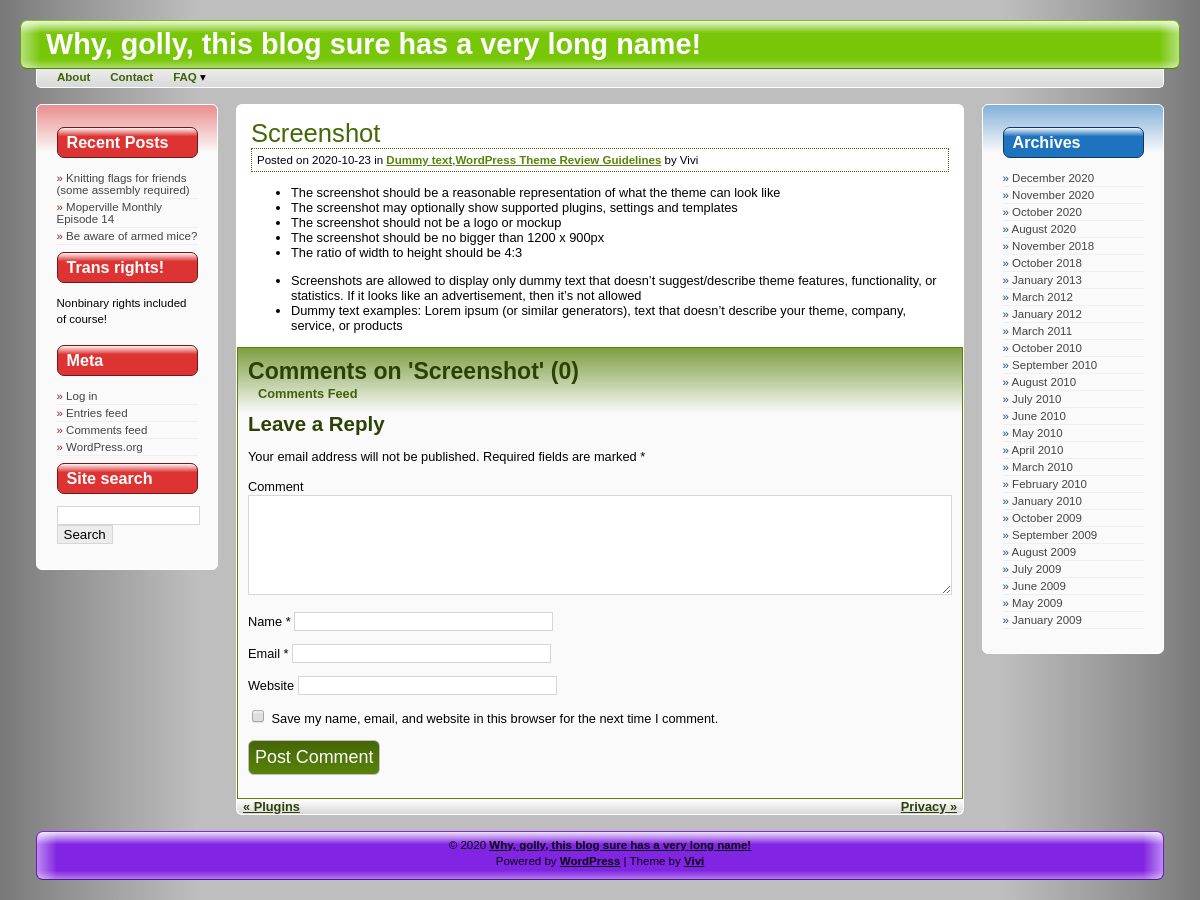 Why, golly, this blog sure has a very long name!
About Contact FAQ ▾
Recent Posts
» Knitting flags for friends
(some assembly required)
» Moperville Monthly
Episode 14
» Be aware of armed mice?
Trans rights!
Nonbinary rights included
of course!
Meta
» Log in
» Entries feed
» Comments feed
» WordPress.org
Site search
Search
Screenshot
Posted on 2020-10-23 in Dummy text,WordPress Theme Review Guidelines by Vivi
• The screenshot should be a reasonable representation of what the theme can look like
• The screenshot may optionally show supported plugins, settings and templates
• The screenshot should not be a logo or mockup
• The screenshot should be no bigger than 1200 x 900px
• The ratio of width to height should be 4:3
• Screenshots are allowed to display only dummy text that doesn’t suggest/describe theme features, functionality, or
statistics. If it looks like an advertisement, then it’s not allowed
• Dummy text examples: Lorem ipsum (or similar generators), text that doesn’t describe your theme, company,
service, or products
Comments on 'Screenshot' (0)
Comments Feed
Leave a Reply
Your email address will not be published. Required fields are marked *
Comment
Name *
Email *
Website
Save my name, email, and website in this browser for the next time I comment.
Post Comment
« Plugins
Privacy »
Archives
» December 2020
» November 2020
» October 2020
» August 2020
» November 2018
» October 2018
» January 2013
» March 2012
» January 2012
» March 2011
» October 2010
» September 2010
» August 2010
» July 2010
» June 2010
» May 2010
» April 2010
» March 2010
» February 2010
» January 2010
» October 2009
» September 2009
» August 2009
» July 2009
» June 2009
» May 2009
» January 2009
© 2020 Why, golly, this blog sure has a very long name!
Powered by WordPress | Theme by Vivi